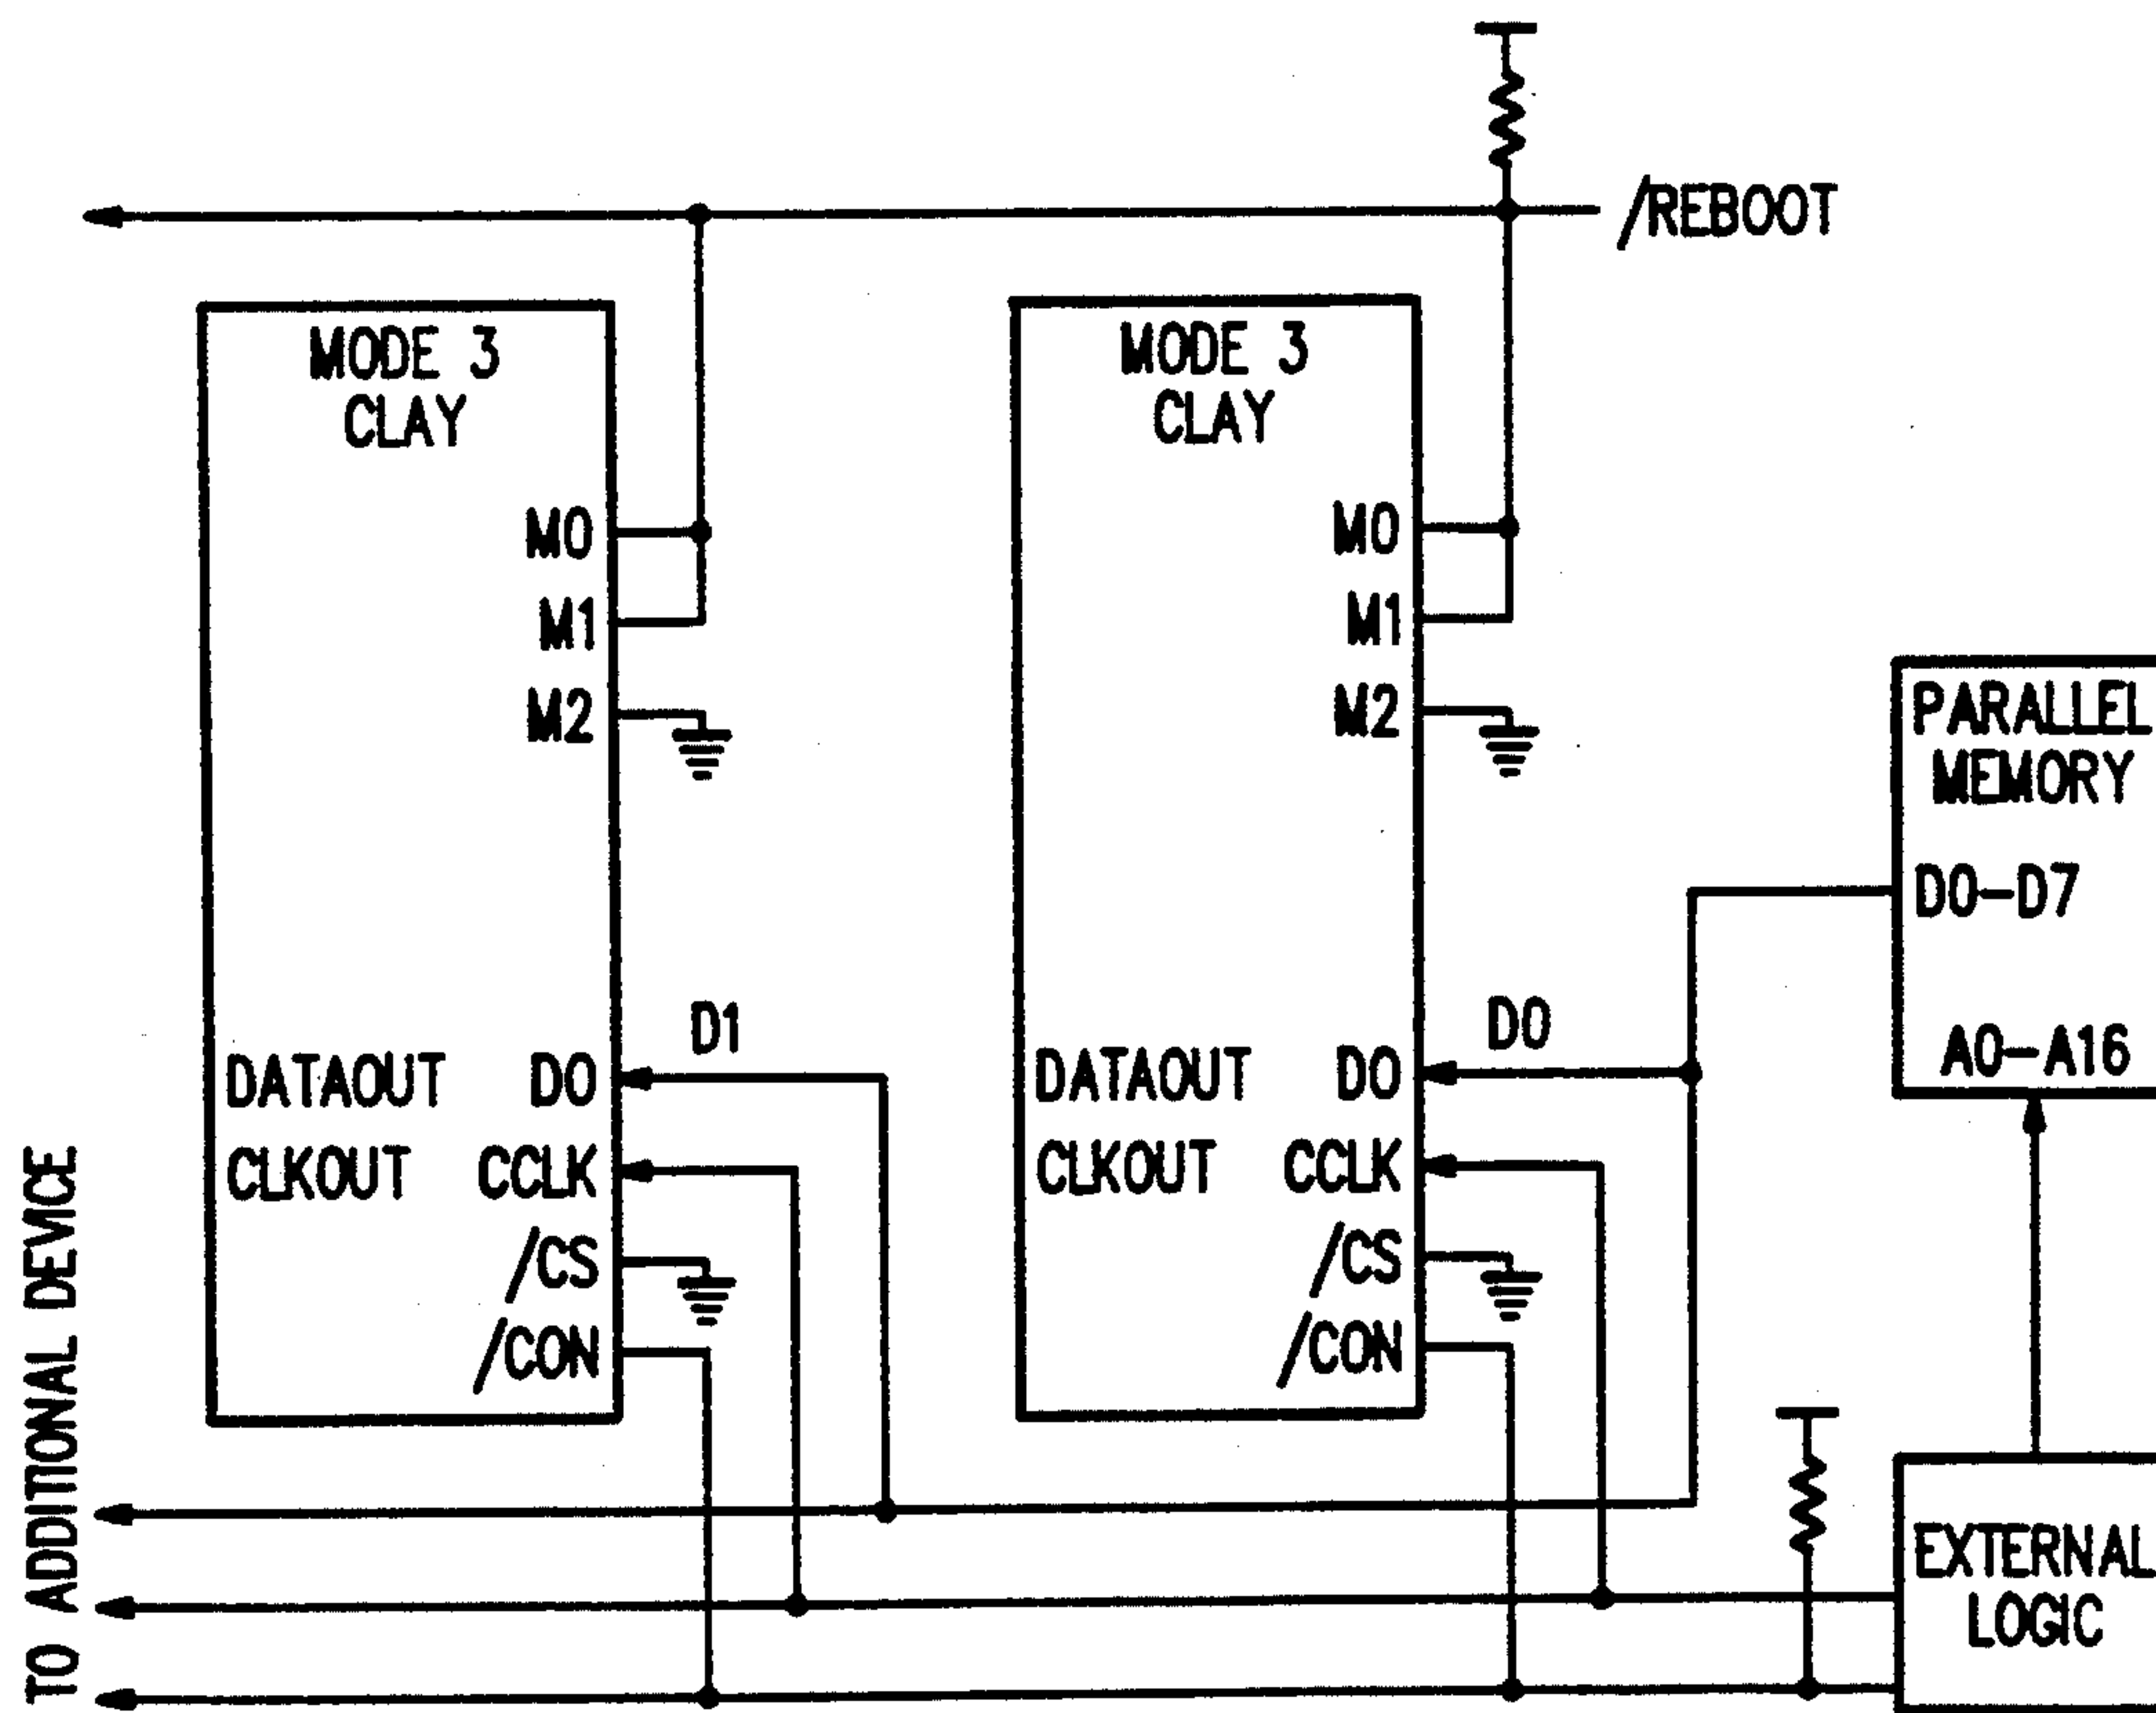 /REBOOT
MODE 3
CLAY
M0
M1
M2
D1
DATAOUT D0
CLKOUT CCLK
/CS
/CON
MODE 3
CLAY
M0
M1
M2
D0
DATAOUT D0
CLKOUT CCLK
/CS
/CON
PARALLEL
MEMORY
D0-D7
A0-A16
EXTERNAL
LOGIC
TO ADDITIONAL DEVICE